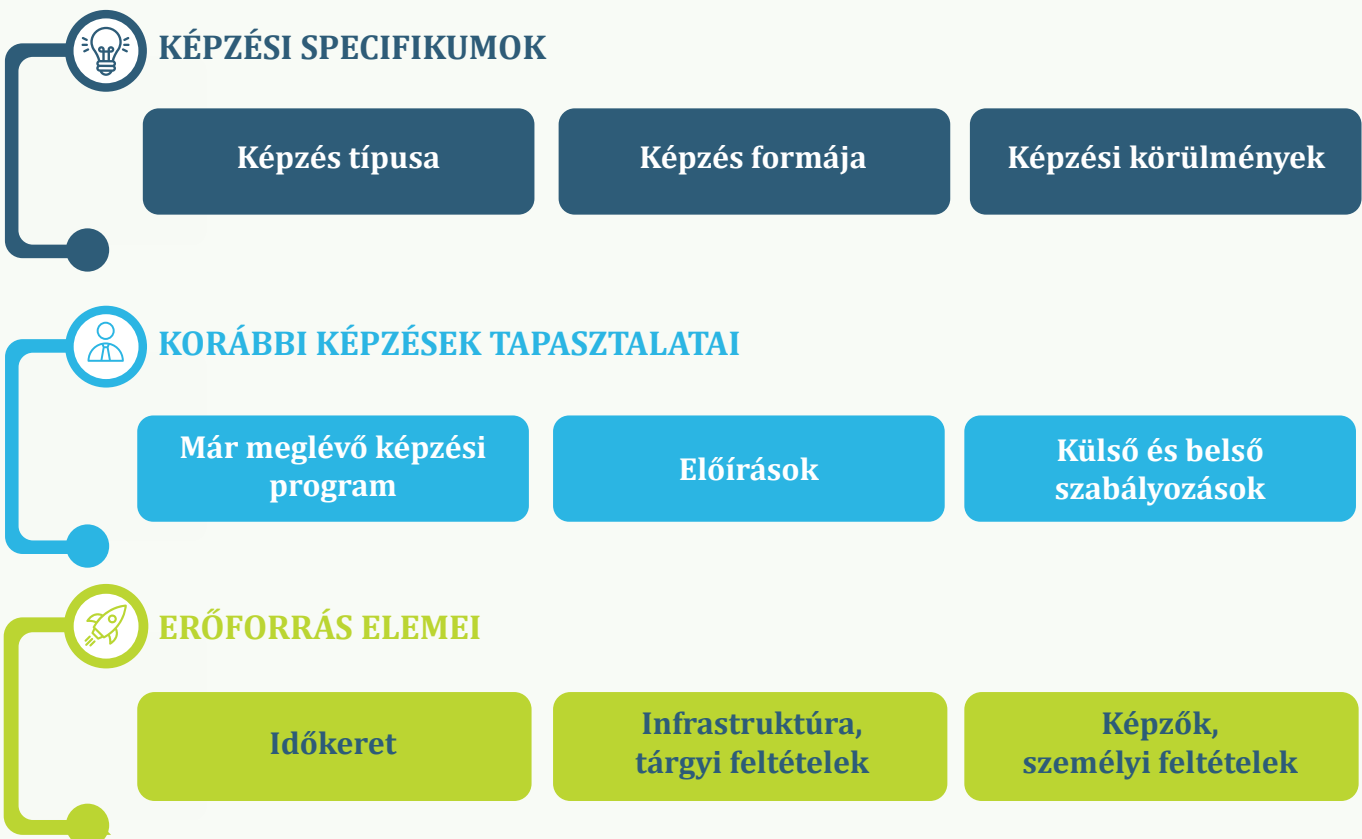 KÉPZÉSI SPECIFIKUMOK
Képzés típusa
Képzés formája
Képzési körülmények
KORÁBBI KÉPZÉSEK TAPASZTALATAI
Már meglévő képzési
program
Előírások
Külső és belső
szabályozások
ERŐFORRÁS ELEMEI
Időkeret
Infrastruktúra,
tárgyi feltételek
Képzők,
személyi feltételek